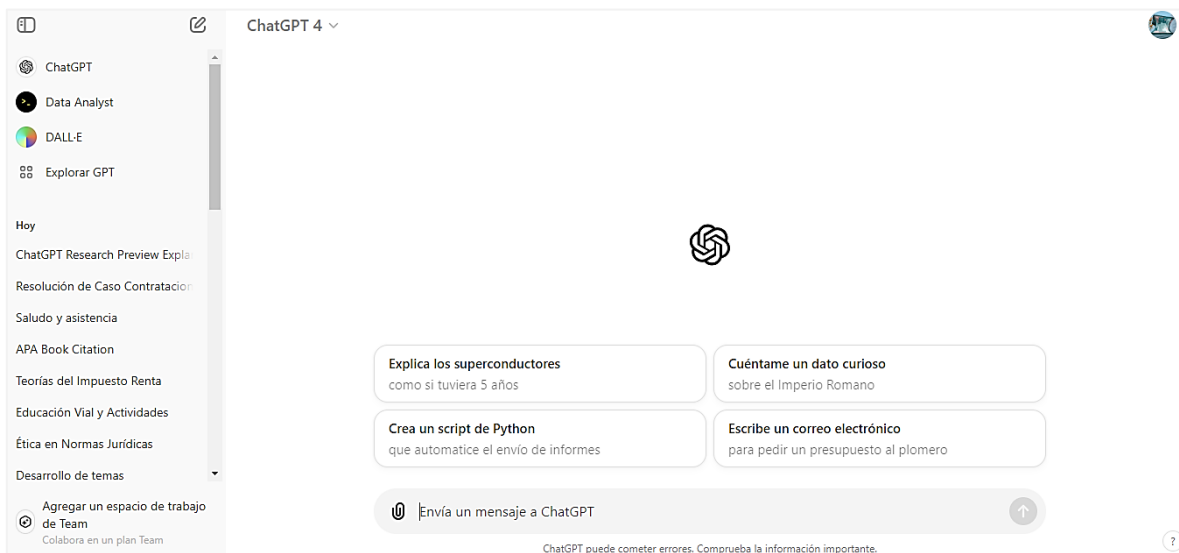 ChatGPT 4
ChatGPT
Data Analyst
DALL·E
Explorar GPT
Hoy
ChatGPT Research Preview Expla
Resolución de Caso Contratacion
Saludo y asistencia
APA Book Citation
Teorías del Impuesto Renta
Educación Vial y Actividades
Ética en Normas Jurídicas
Desarrollo de temas
Agregar un espacio de trabajo
de Team
Colabora en un plan Team
Explica los superconductores
como si tuviera 5 años
Cuéntame un dato curioso
sobre el Imperio Romano
Crea un script de Python
que automatice el envío de informes
Escribe un correo electrónico
para pedir un presupuesto al plomero
Envía un mensaje a ChatGPT
ChatGPT puede cometer errores. Comprueba la información importante.
?